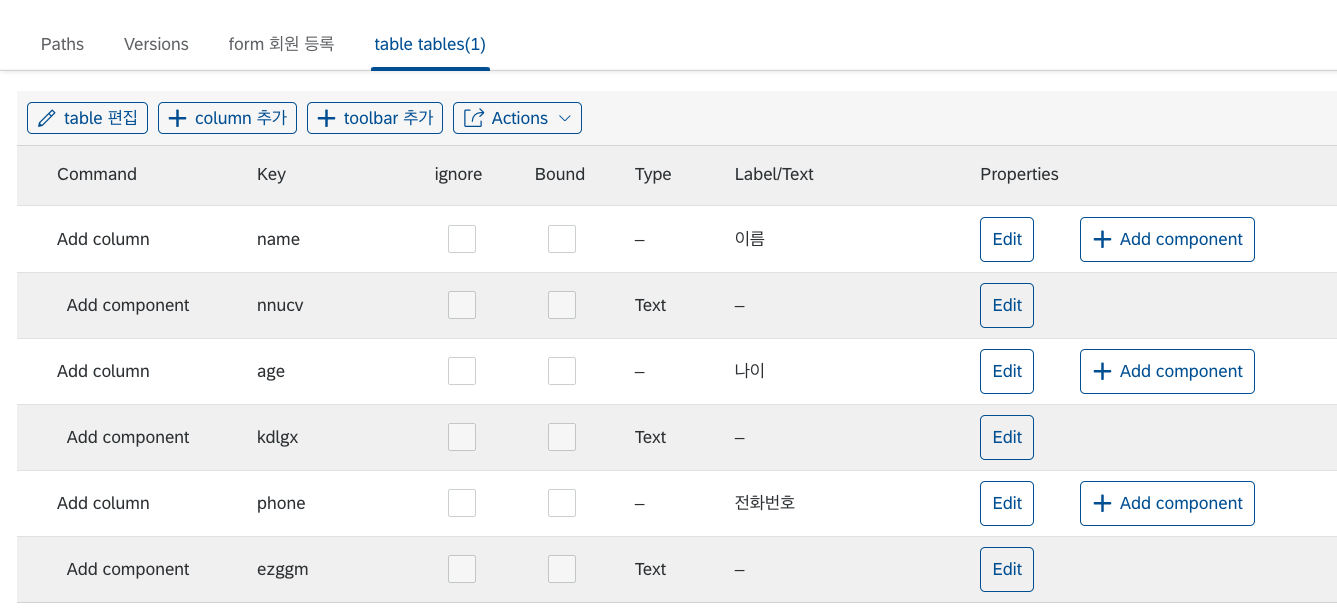 Paths Versions form 회원 등록 table tables(1)
table 편집 column 추가 toolbar 추가 Actions
Command Key ignore Bound Type Label/Text Properties
Add column name – 이름 Edit Add component
Add component nnucv Text – Edit
Add column age – 나이 Edit Add component
Add component kdlgx Text – Edit
Add column phone – 전화번호 Edit Add component
Add component ezggm Text – Edit